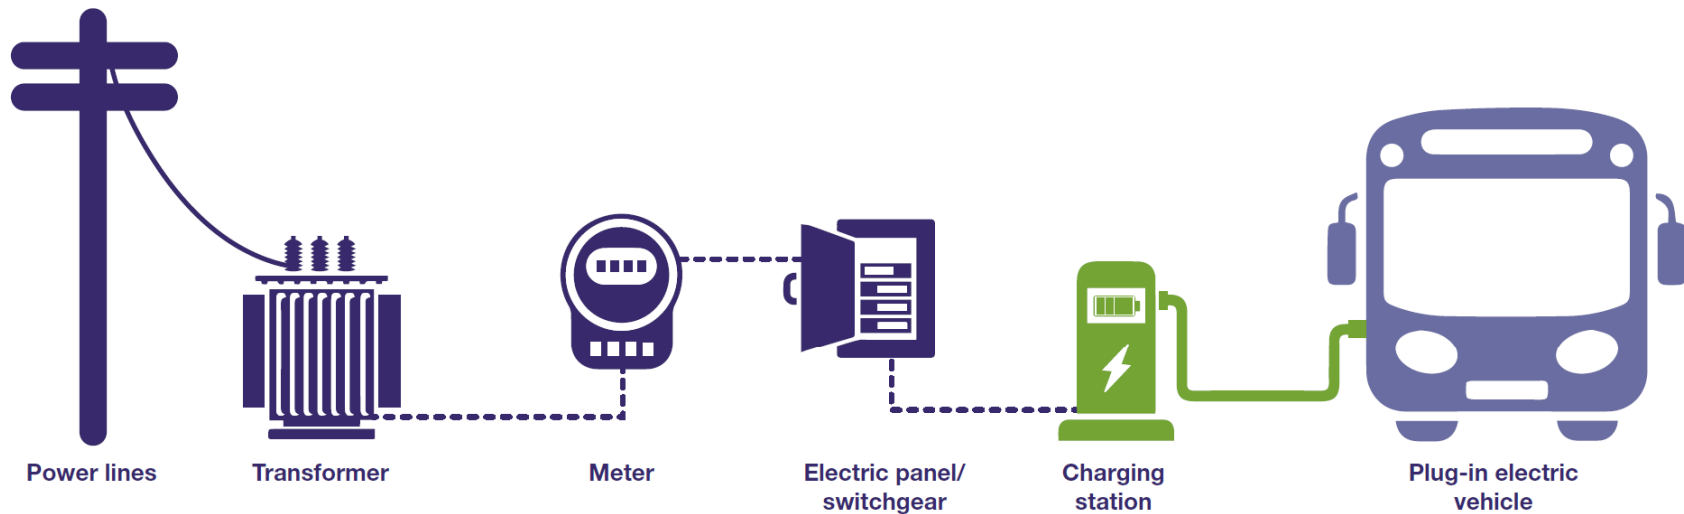 Power lines
Transformer
Meter
Electric panel/
switchgear
Charging
station
Plug-in electric
vehicle